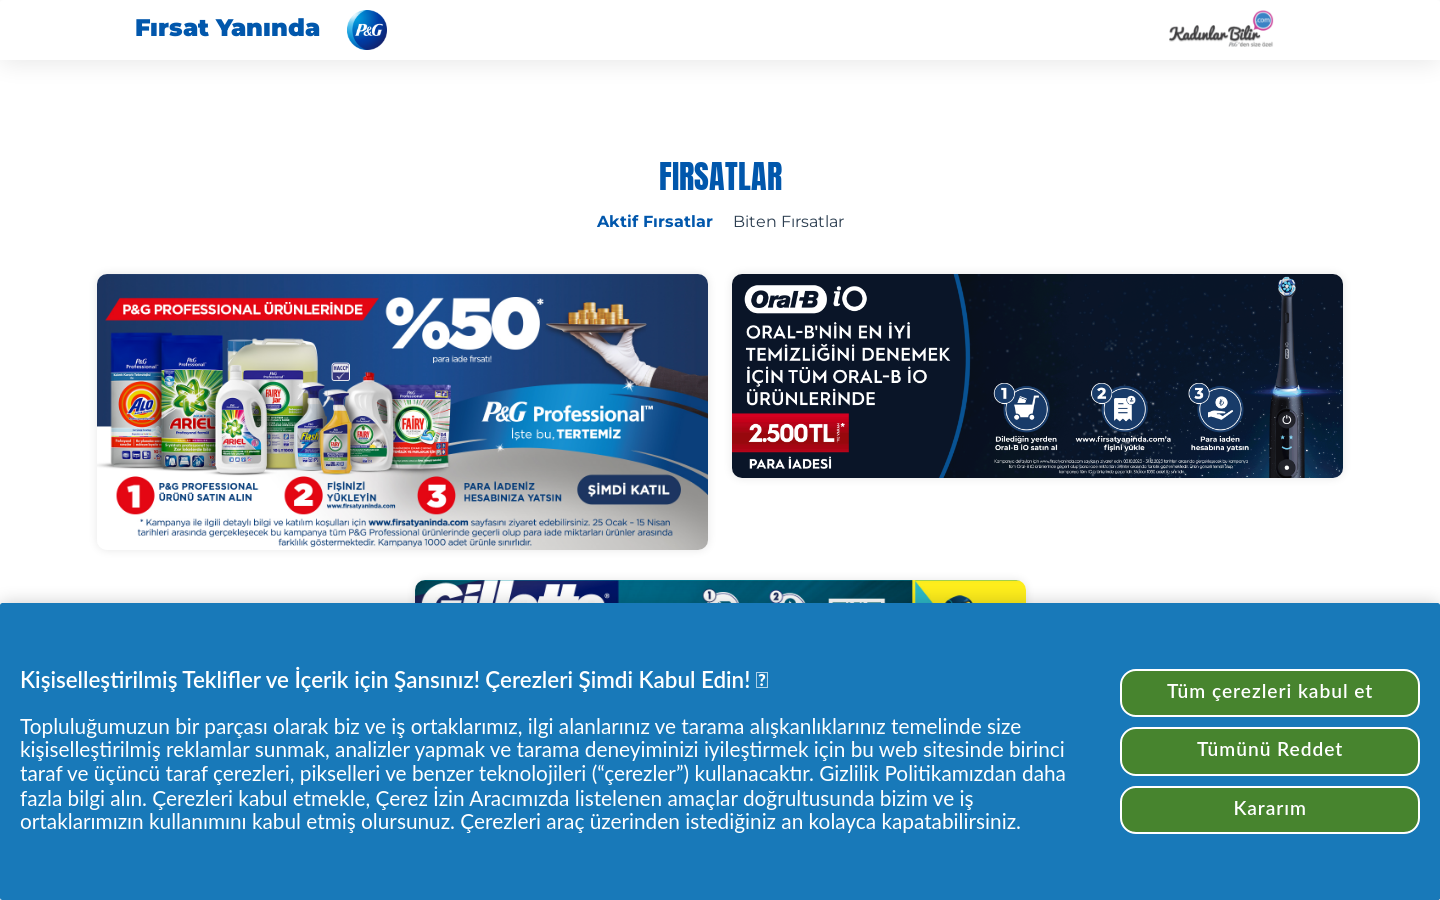 Fırsat Yanında
P&G
Kadınlar Bilir
.com
FIRSATLAR
Aktif Fırsatlar
Biten Fırsatlar
P&G PROFESSIONAL ÜRÜNLERİNDE
%50*
para iade fırsatı!
HACCP
P&G Professional™
İşte bu, TERTEMİZ
1 P&G PROFESSIONAL
ÜRÜNÜ SATIN ALIN
2 FİŞİNİZİ
YÜKLEYİN
www.firsatyaninda.com
3 PARA İADENİZ
HESABINIZA YATSIN
ŞİMDİ KATIL
* Kampanya ile ilgili detaylı bilgi ve katılım koşulları için www.firsatyaninda.com sayfasını ziyaret edebilirsiniz. 25 Ocak – 15 Nisan
tarihleri arasında gerçekleşecek bu kampanya tüm P&G Professional ürünlerinde geçerli olup para iade miktarları ürünler arasında
farklılık göstermektedir. Kampanya 1000 adet ürünle sınırlıdır.
Oral-B iO
ORAL-B'NİN EN İYİ
TEMİZLİĞİNİ DENEMEK
İÇİN TÜM ORAL-B İO
ÜRÜNLERİNDE
2.500TL
PARA İADESİ
1
Dilediğin yerden
Oral-B iO satın al
2
www.firsatyaninda.com'a
fişini yükle
3
Para iaden
hesabına yatsın
Gillette
1
2
Kişiselleştirilmiş Teklifler ve İçerik için Şansınız! Çerezleri Şimdi Kabul Edin!
Topluluğumuzun bir parçası olarak biz ve iş ortaklarımız, ilgi alanlarınız ve tarama alışkanlıklarınız temelinde size
kişiselleştirilmiş reklamlar sunmak, analizler yapmak ve tarama deneyiminizi iyileştirmek için bu web sitesinde birinci
taraf ve üçüncü taraf çerezleri, pikselleri ve benzer teknolojileri (“çerezler”) kullanacaktır. Gizlilik Politikamızdan daha
fazla bilgi alın. Çerezleri kabul etmekle, Çerez İzin Aracımızda listelenen amaçlar doğrultusunda bizim ve iş
ortaklarımızın kullanımını kabul etmiş olursunuz. Çerezleri araç üzerinden istediğiniz an kolayca kapatabilirsiniz.
Tüm çerezleri kabul et
Tümünü Reddet
Kararım